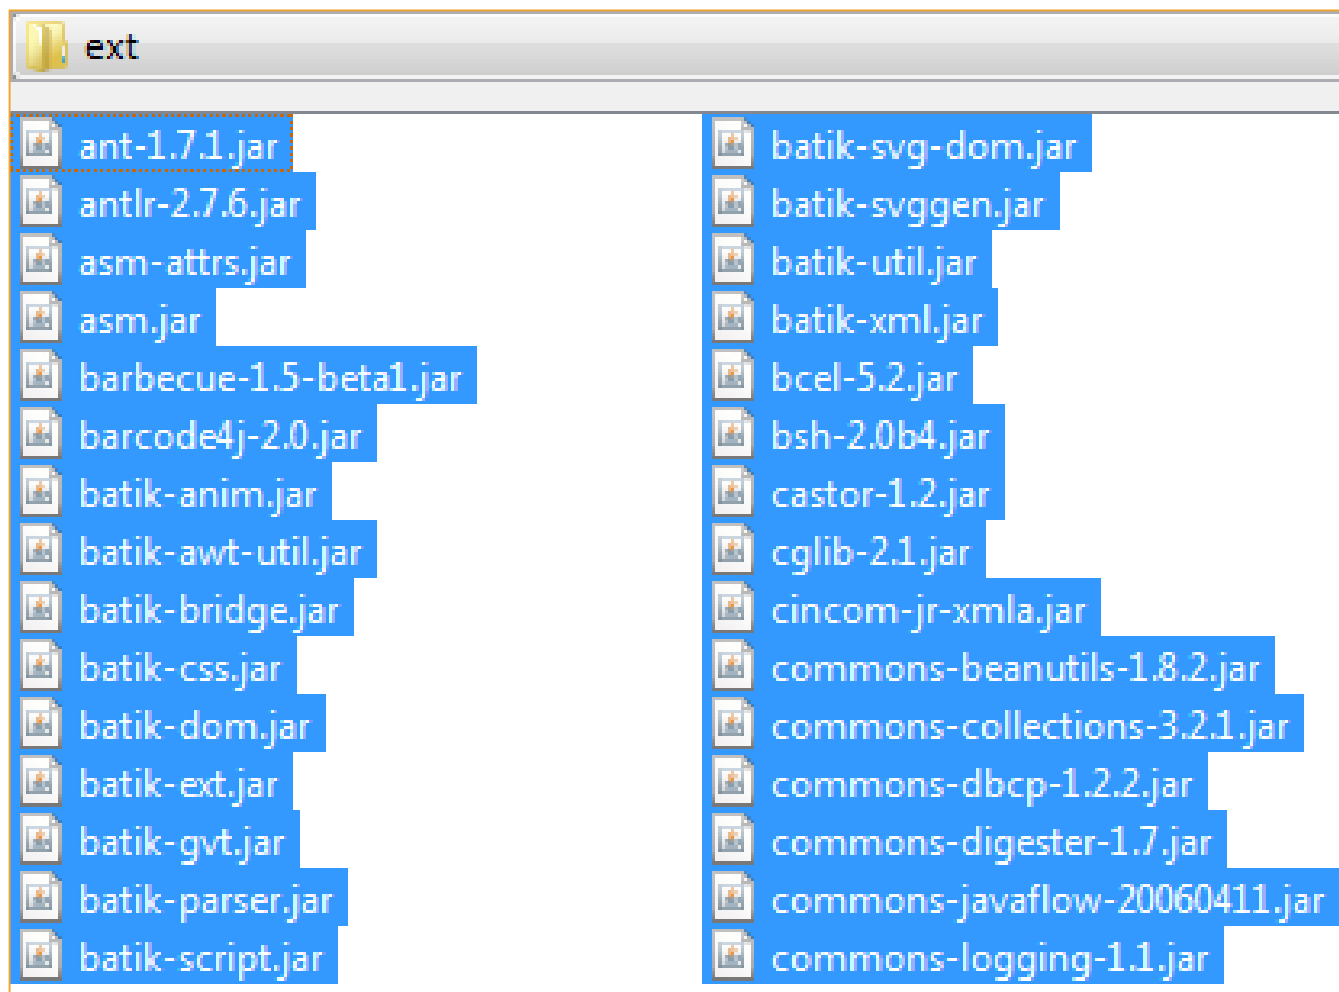 ext
ant-1.7.1.jar
antlr-2.7.6.jar
asm-attrs.jar
asm.jar
barbecue-1.5-beta1.jar
barcode4j-2.0.jar
batik-anim.jar
batik-awt-util.jar
batik-bridge.jar
batik-css.jar
batik-dom.jar
batik-ext.jar
batik-gvt.jar
batik-parser.jar
batik-script.jar
batik-svg-dom.jar
batik-svggen.jar
batik-util.jar
batik-xml.jar
bcel-5.2.jar
bsh-2.0b4.jar
castor-1.2.jar
cglib-2.1.jar
cincom-jr-xmla.jar
commons-beanutils-1.8.2.jar
commons-collections-3.2.1.jar
commons-dbcp-1.2.2.jar
commons-digester-1.7.jar
commons-javaflow-20060411.jar
commons-logging-1.1.jar